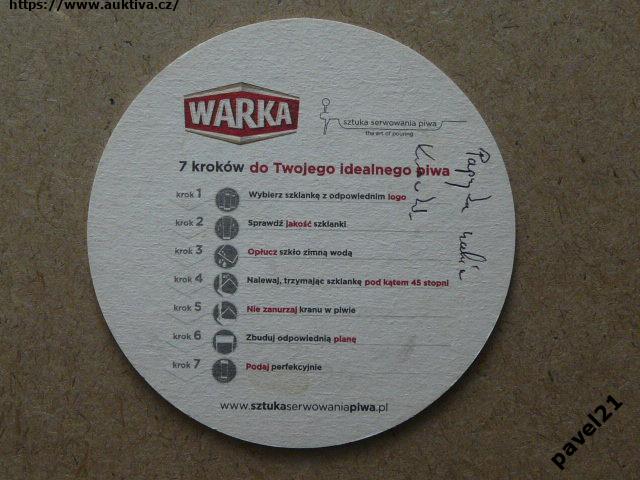 https://www.auktiva.cz/
WARKA
sztuka serwowania piwa
the art of pouring
7 kroków do Twojego idealnego piwa
krok 1 Wybierz szklankę z odpowiednim logo
krok 2 Sprawdź jakość szklanki
krok 3 Opłucz szkło zimną wodą
krok 4 Nalewaj, trzymając szklankę pod kątem 45 stopni
krok 5 Nie zanurzaj kranu w piwie
krok 6 Zbuduj odpowiednią pianę
krok 7 Podaj perfekcyjnie
www.sztukaserwowaniapiwa.pl
pavel21